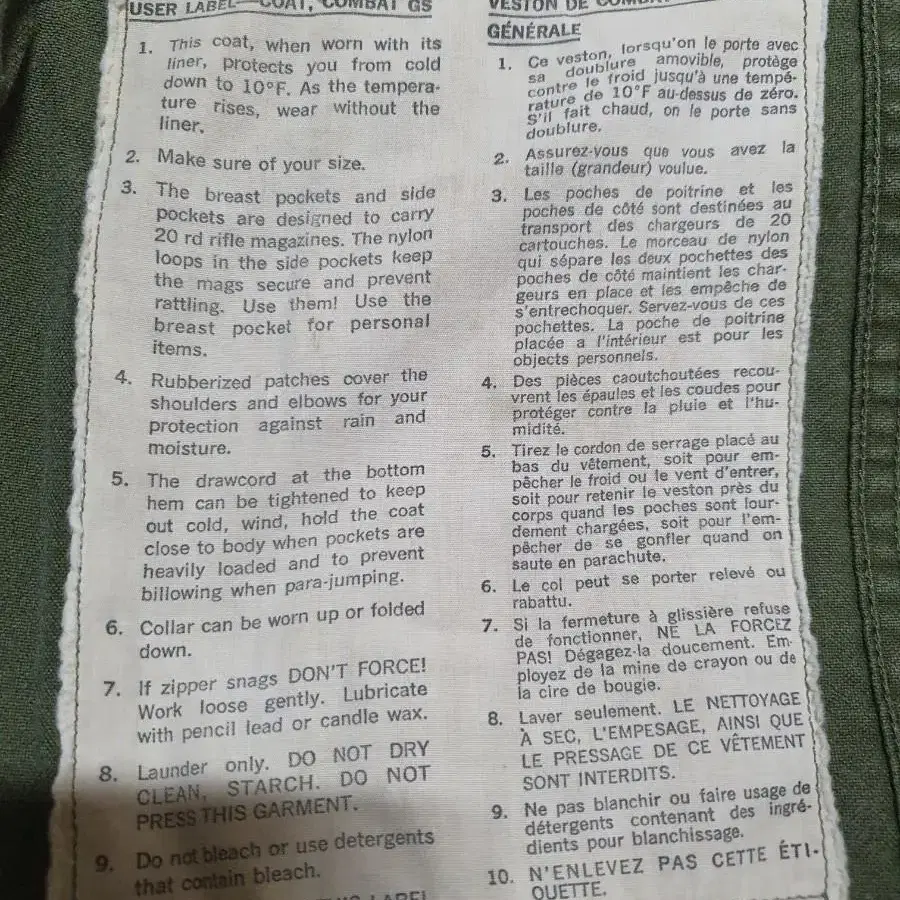 USER LABEL—COAT, COMBAT GS
1. This coat, when worn with its
liner, protects you from cold
down to 10°F. As the tempera-
ture rises, wear without the
liner.
2. Make sure of your size.
3. The breast pockets and side
pockets are designed to carry
20 rd rifle magazines. The nylon
loops in the side pockets keep
the mags secure and prevent
rattling. Use them! Use the
breast pocket for personal
items.
4. Rubberized patches cover the
shoulders and elbows for your
protection against rain and
moisture.
5. The drawcord at the bottom
hem can be tightened to keep
out cold, wind, hold the coat
close to body when pockets are
heavily loaded and to prevent
billowing when para-jumping.
6. Collar can be worn up or folded
down.
7. If zipper snags DON'T FORCE!
Work loose gently. Lubricate
with pencil lead or candle wax.
8. Launder only. DO NOT DRY
CLEAN, STARCH. DO NOT
PRESS THIS GARMENT.
9. Do not bleach or use detergents
that contain bleach.
THIS LABEL
VESTON DE COMBAT
GÉNÉRALE
1. Ce veston, lorsqu'on le porte avec
sa doublure amovible, protège
contre le froid jusqu'à une tempé-
rature de 10°F au-dessus de zéro.
S'il fait chaud, on le porte sans
doublure.
2. Assurez-vous que vous avez la
taille (grandeur) voulue.
3. Les poches de poitrine et les
poches de côté sont destinées au
transport des chargeurs de 20
cartouches. Le morceau de nylon
qui sépare les deux pochettes des
poches de côté maintient les char-
geurs en place et les empêche de
s'entrechoquer. Servez-vous de ces
pochettes. La poche de poitrine
placée a l'intérieur est pour les
objects personnels.
4. Des pièces caoutchoutées recou-
vrent les épaules et les coudes pour
protéger contre la pluie et l'hu-
midité.
5. Tirez le cordon de serrage placé au
bas du vêtement, soit pour em-
pêcher le froid ou le vent d'entrer,
soit pour retenir le veston près du
corps quand les poches sont lour-
dement chargées, soit pour l'em-
pêcher de se gonfler quand on
saute en parachute.
6. Le col peut se porter relevé ou
rabattu.
7. Si la fermeture à glissière refuse
de fonctionner, NE LA FORCEZ
PAS! Dégagez-la doucement. Em-
ployez de la mine de crayon ou de
la cire de bougie.
8. Laver seulement. LE NETTOYAGE
À SEC, L'EMPESAGE, AINSI QUE
LE PRESSAGE DE CE VÊTEMENT
SONT INTERDITS.
9. Ne pas blanchir ou faire usage de
détergents contenant des ingré-
dients pour blanchissage.
10. N'ENLEVEZ PAS CETTE ÉTI-
QUETTE.